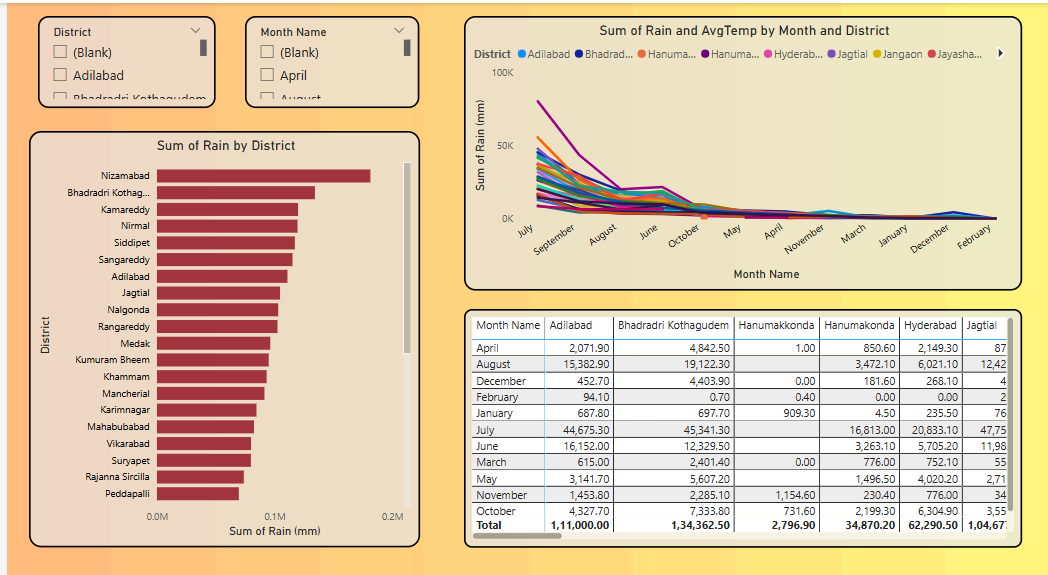 District
(Blank)
Adilabad
Bhadradri Kothagudem
Month Name
(Blank)
April
August
Sum of Rain by District
District
Nizamabad
Bhadradri Kothag...
Kamareddy
Nirmal
Siddipet
Sangareddy
Adilabad
Jagtial
Nalgonda
Rangareddy
Medak
Kumuram Bheem
Khammam
Mancherial
Karimnagar
Mahabubabad
Vikarabad
Suryapet
Rajanna Sircilla
Peddapalli
0.0M 0.1M 0.2M
Sum of Rain (mm)
Sum of Rain and AvgTemp by Month and District
District Adilabad Bhadrad... Hanuma... Hanuma... Hyderab... Jagtial Jangaon Jayasha...
Sum of Rain (mm)
100K
50K
0K
July September August June October May April November March January December February
Month Name
Month Name Adilabad Bhadradri Kothagudem Hanumakkonda Hanumakonda Hyderabad Jagtial
April 2,071.90 4,842.50 1.00 850.60 2,149.30 87
August 15,382.90 19,122.30 3,472.10 6,021.10 12,42
December 452.70 4,403.90 0.00 181.60 268.10 4
February 94.10 0.70 0.40 0.00 0.00 2
January 687.80 697.70 909.30 4.50 235.50 76
July 44,675.30 45,341.30 16,813.00 20,833.10 47,75
June 16,152.00 12,329.50 3,263.10 5,705.20 11,98
March 615.00 2,401.40 0.00 776.00 752.10 55
May 3,141.70 5,607.20 1,496.50 4,020.20 2,71
November 1,453.80 2,285.10 1,154.60 230.40 776.00 34
October 4,327.70 7,333.80 731.60 2,199.30 6,304.90 3,55
Total 1,11,000.00 1,34,362.50 2,796.90 34,870.20 62,290.50 1,04,67